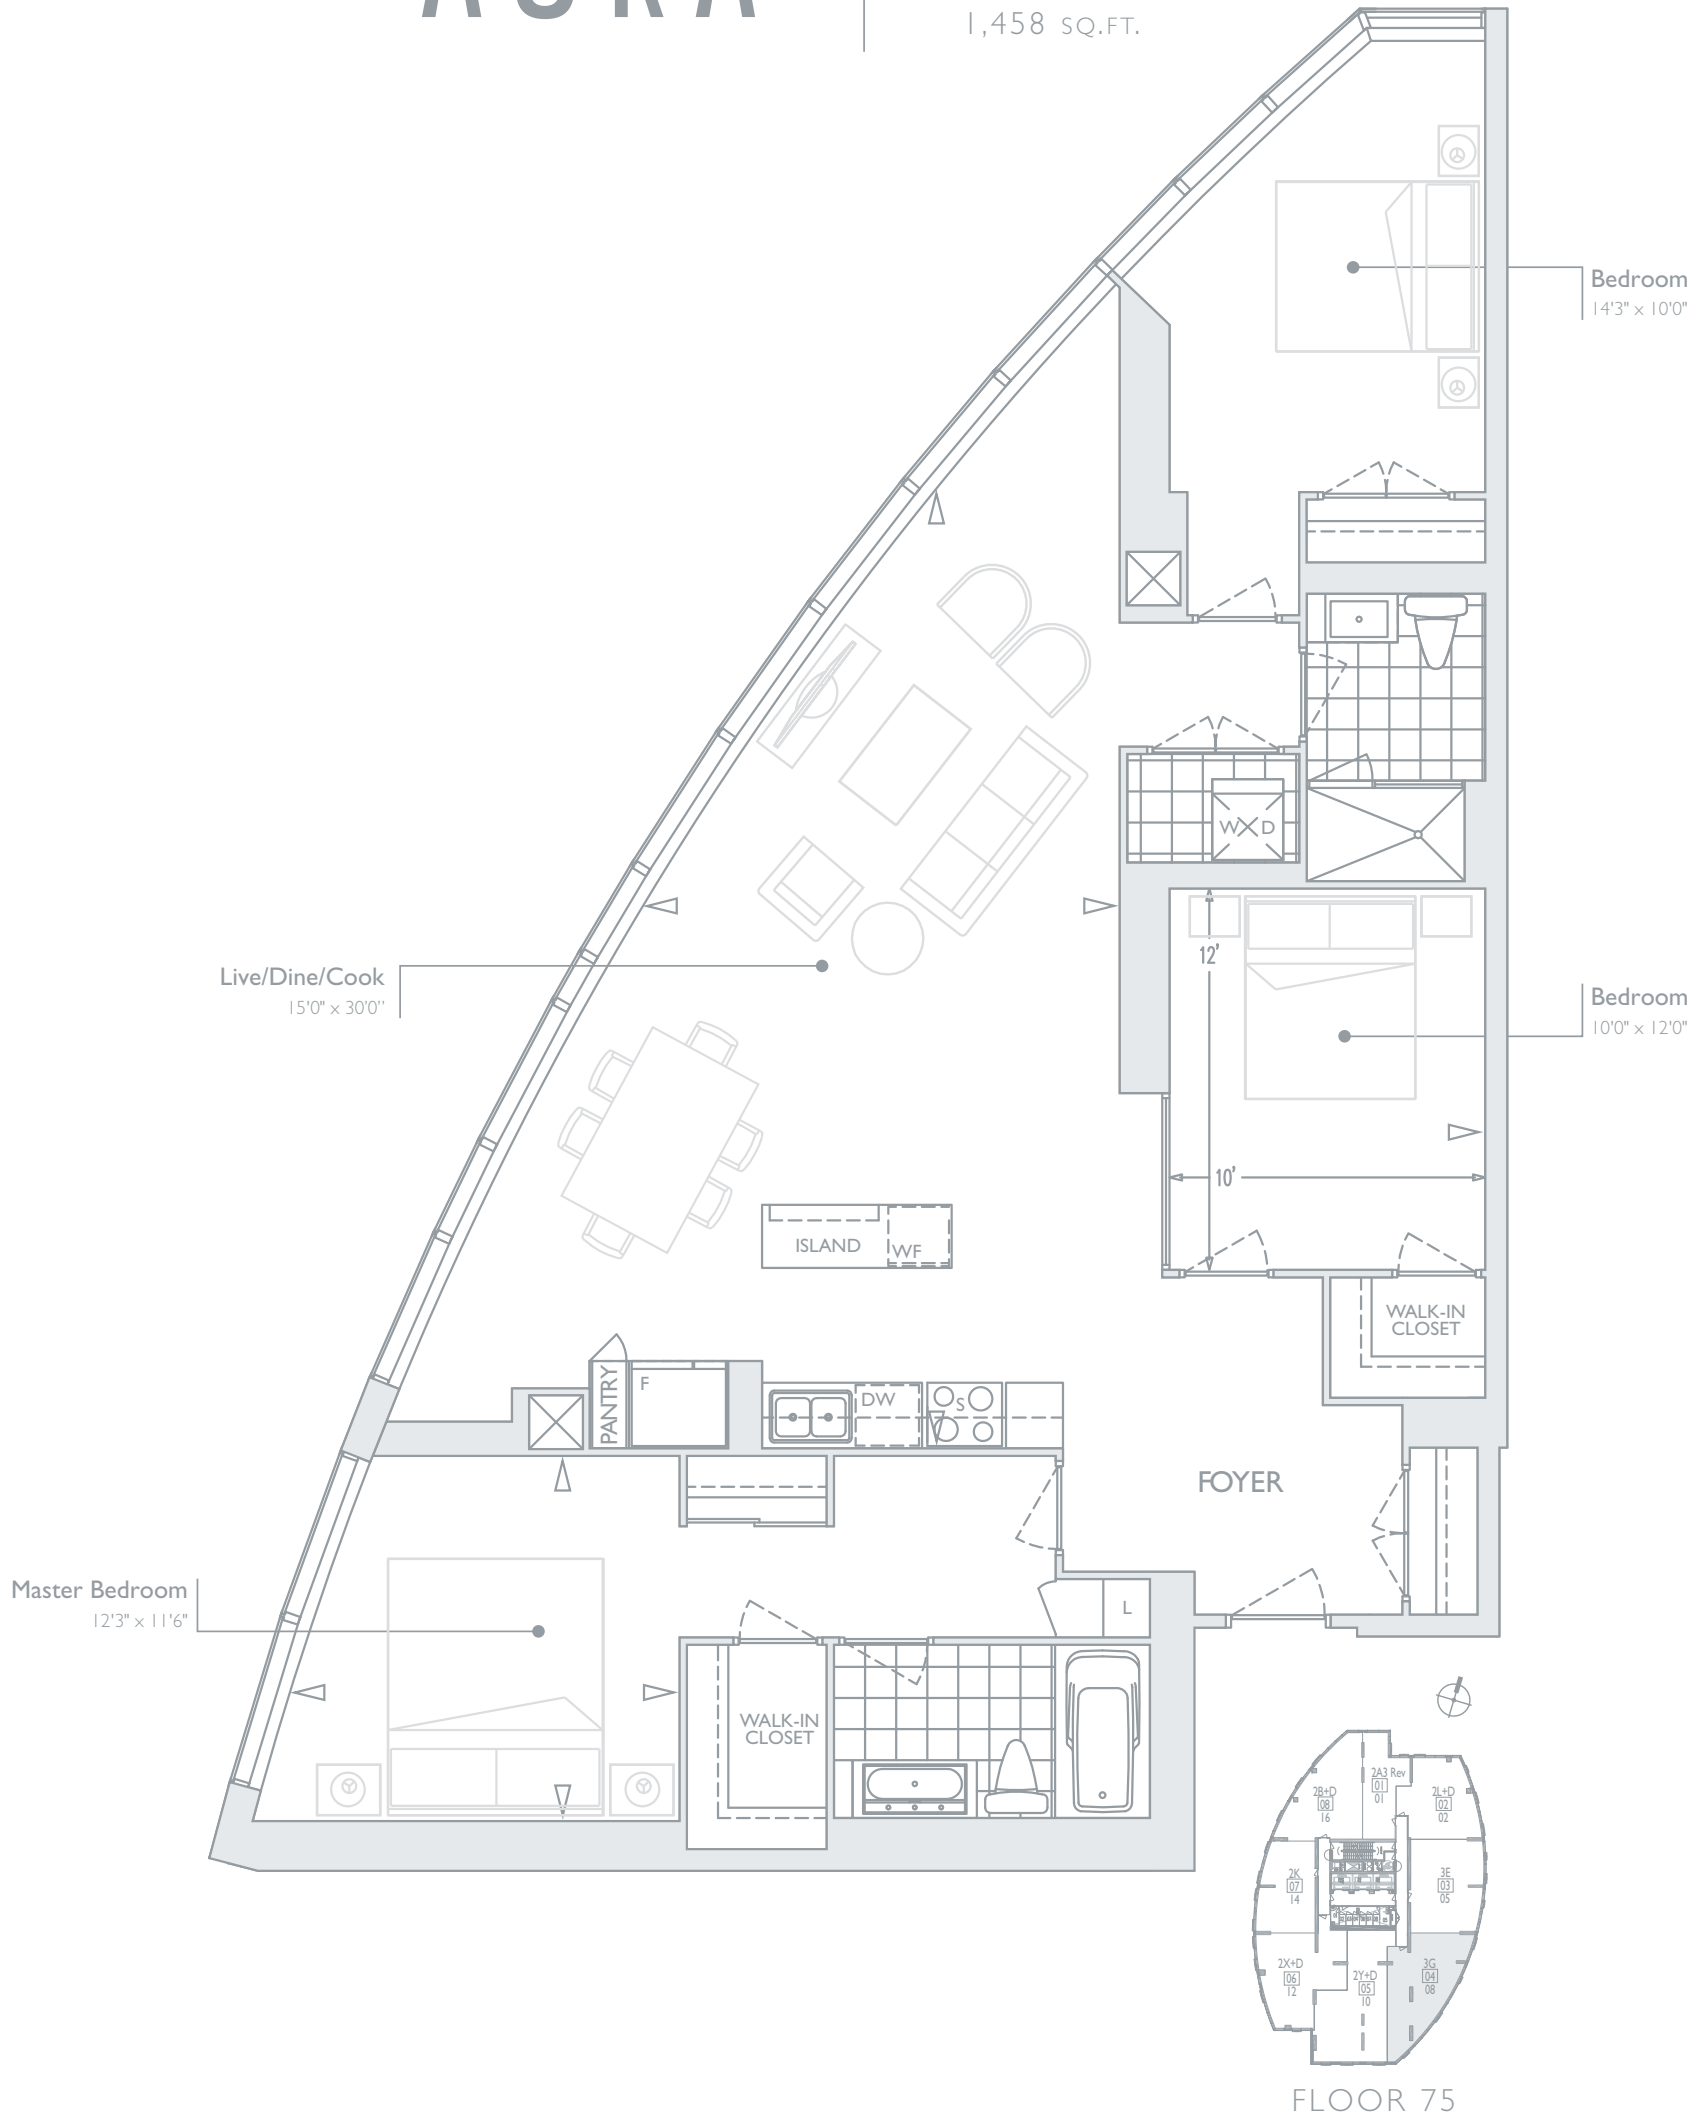 AURA
1,458 SQ.FT.
Bedroom
14'3" x 10'0"
W D
12'
Live/Dine/Cook
15'0" x 30'0''
Bedroom
10'0" x 12'0"
10'
ISLAND
WF
WALK-IN
CLOSET
PANTRY
F
DW
S
FOYER
Master Bedroom
12'3" x 11'6"
L
WALK-IN
CLOSET
2A3 Rev
01
01
2B+D
08
16
2L+D
02
02
2K
07
14
3E
03
05
2X+D
06
12
2Y+D
05
10
3G
04
08
FLOOR 75